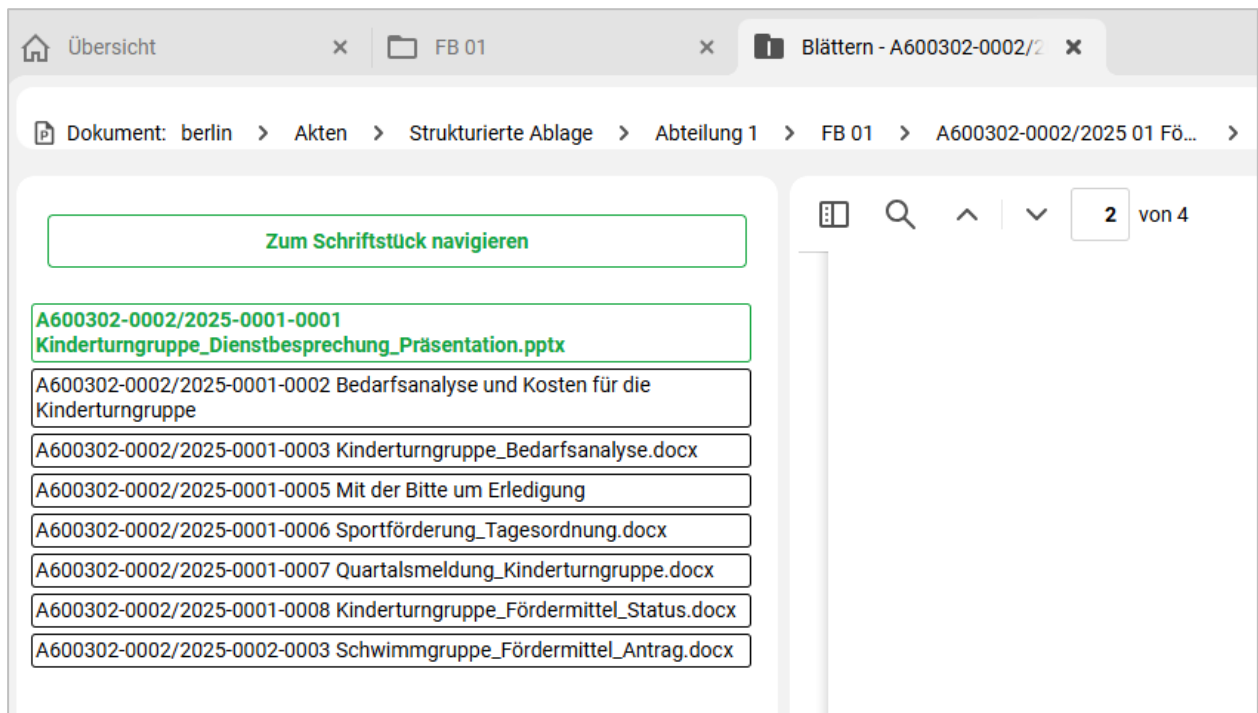 Übersicht
FB 01
Blättern - A600302-0002/2
Dokument: berlin > Akten > Strukturierte Ablage > Abteilung 1 > FB 01 > A600302-0002/2025 01 Fö... >
Zum Schriftstück navigieren
2 von 4
A600302-0002/2025-0001-0001
Kinderturngruppe_Dienstbesprechung_Präsentation.pptx
A600302-0002/2025-0001-0002 Bedarfsanalyse und Kosten für die
Kinderturngruppe
A600302-0002/2025-0001-0003 Kinderturngruppe_Bedarfsanalyse.docx
A600302-0002/2025-0001-0005 Mit der Bitte um Erledigung
A600302-0002/2025-0001-0006 Sportförderung_Tagesordnung.docx
A600302-0002/2025-0001-0007 Quartalsmeldung_Kinderturngruppe.docx
A600302-0002/2025-0001-0008 Kinderturngruppe_Fördermittel_Status.docx
A600302-0002/2025-0002-0003 Schwimmgruppe_Fördermittel_Antrag.docx